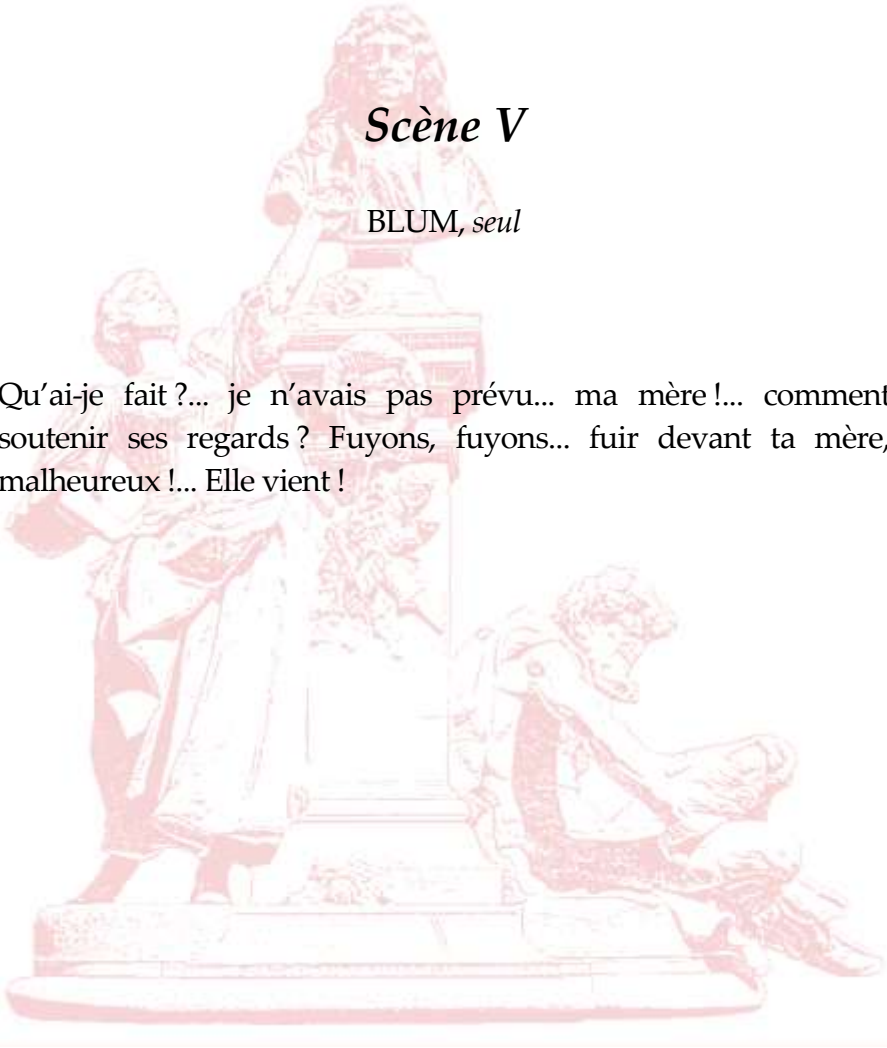 Scène V
BLUM, seul
Qu’ai-je fait ?... je n’avais pas prévu... ma mère !... comment
soutenir ses regards ? Fuyons, fuyons... fuir devant ta mère,
malheureux !... Elle vient !